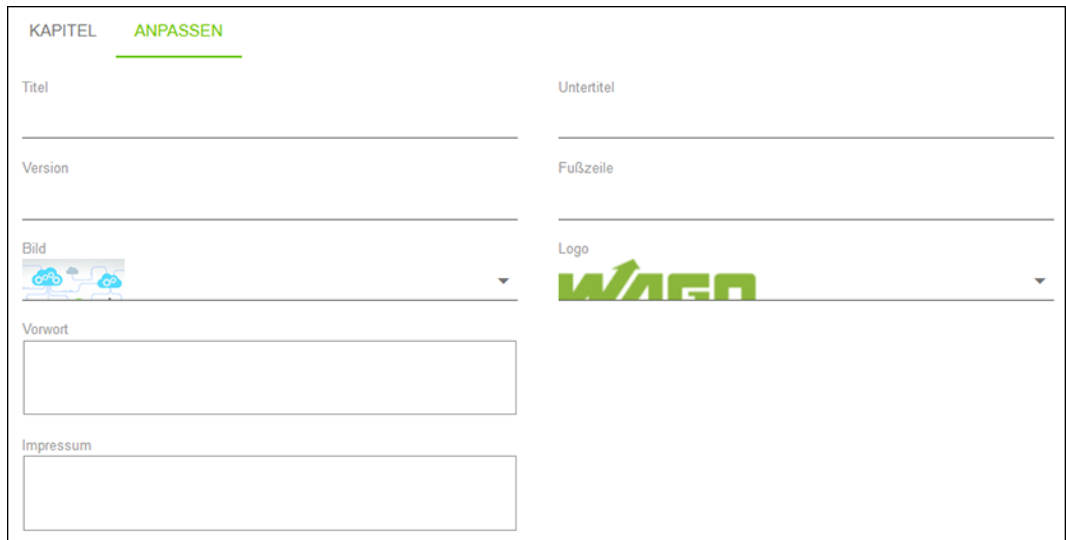 KAPITEL ANPASSEN
Titel Untertitel
Version Fußzeile
Bild Logo
WAGO
Vorwort
Impressum